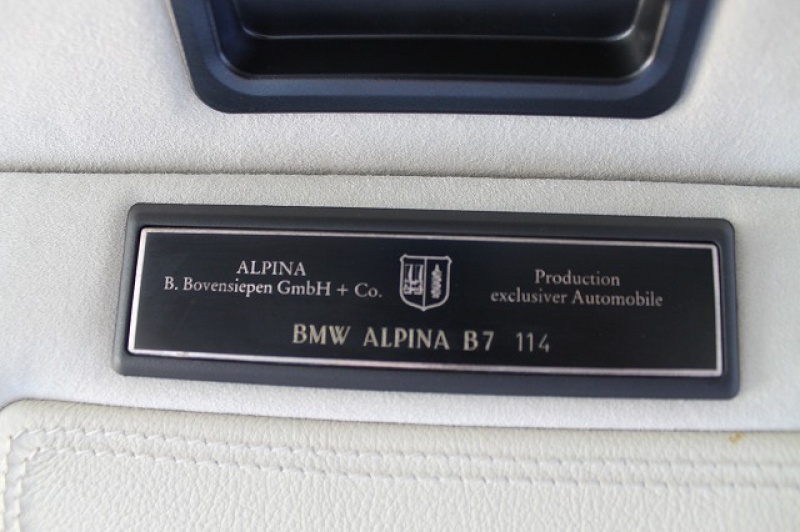 ALPINA
B. Bovensiepen GmbH + Co.
Production
exclusiver Automobile
BMW ALPINA B7 114